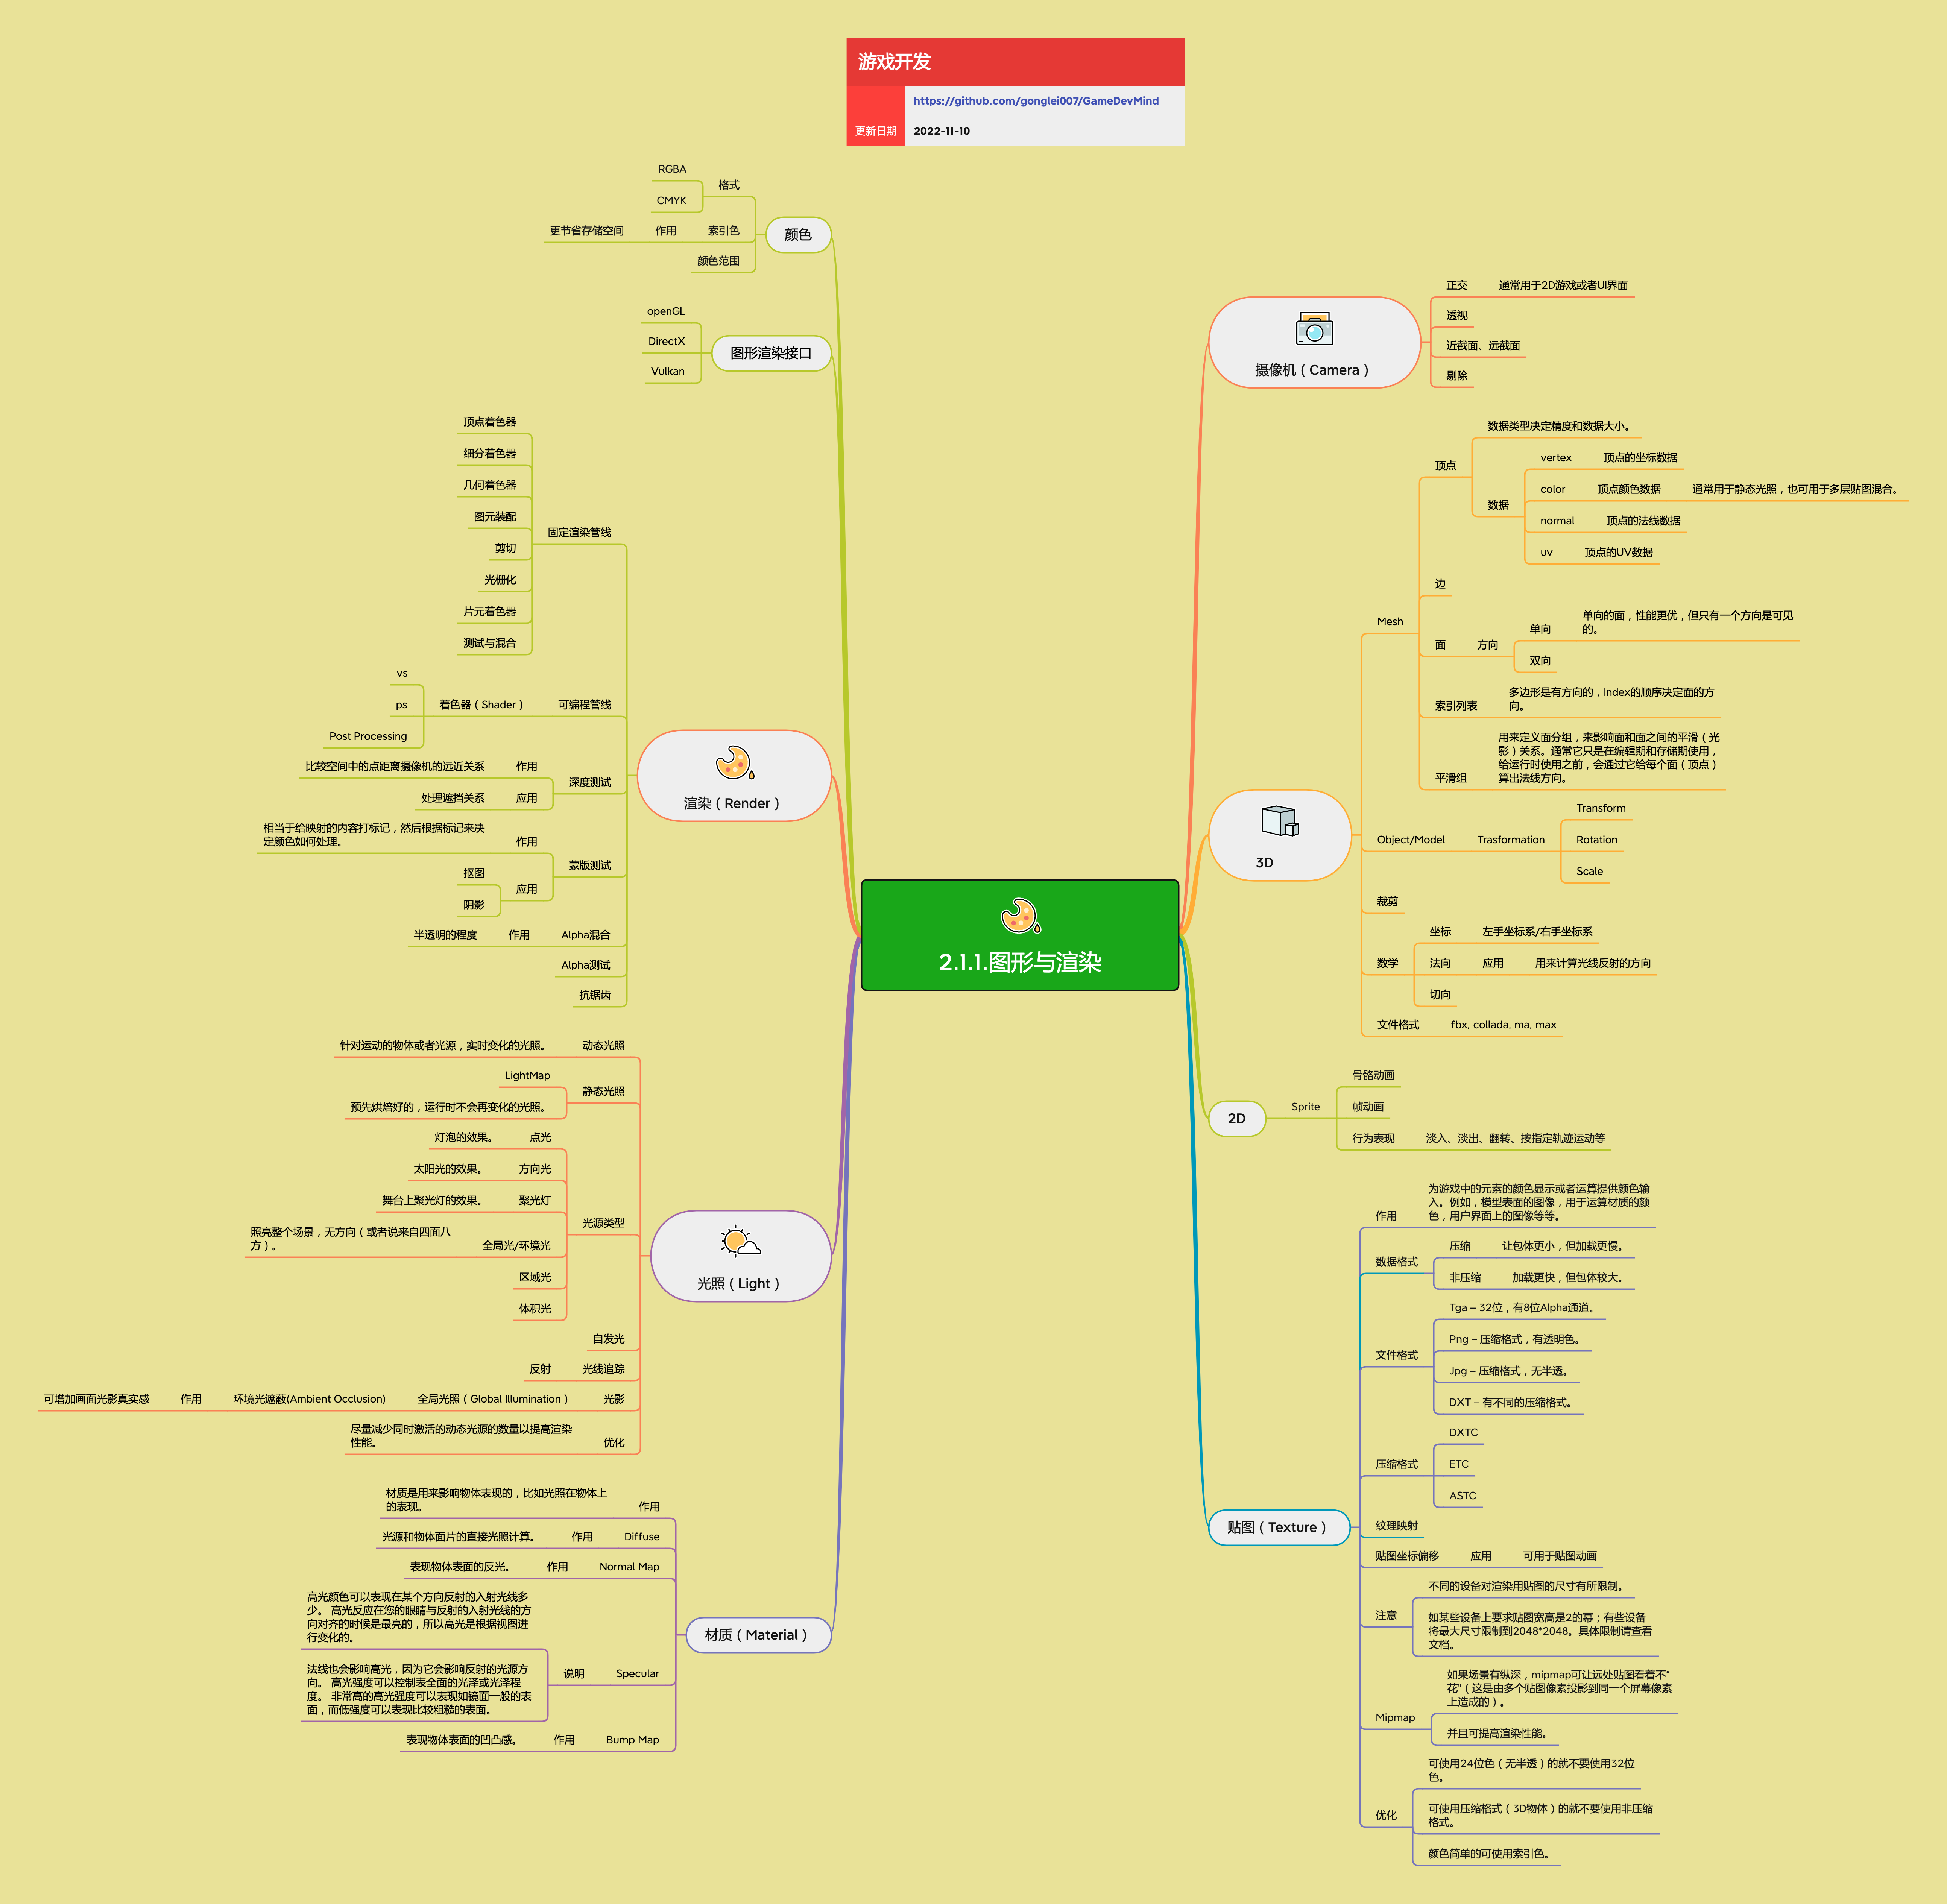 游戏开发
https://github.com/gonglei007/GameDevMind
更新日期
2022-11-10
2.1.1.图形与渲染
颜色
格式
RGBA
CMYK
索引色
作用
更节省存储空间
颜色范围
图形渲染接口
openGL
DirectX
Vulkan
渲染（Render）
固定渲染管线
顶点着色器
细分着色器
几何着色器
图元装配
剪切
光栅化
片元着色器
测试与混合
可编程管线
着色器（Shader）
vs
ps
Post Processing
深度测试
作用
比较空间中的点距离摄像机的远近关系
应用
处理遮挡关系
蒙版测试
作用
相当于给映射的内容打标记，然后根据标记来决
定颜色如何处理。
应用
抠图
阴影
Alpha混合
作用
半透明的程度
Alpha测试
抗锯齿
光照（Light）
动态光照
针对运动的物体或者光源，实时变化的光照。
静态光照
LightMap
预先烘焙好的，运行时不会再变化的光照。
光源类型
点光
灯泡的效果。
方向光
太阳光的效果。
聚光灯
舞台上聚光灯的效果。
全局光/环境光
照亮整个场景，无方向（或者说来自四面八
方）。
区域光
体积光
自发光
光线追踪
反射
光影
全局光照（Global Illumination）
环境光遮蔽(Ambient Occlusion)
作用
可增加画面光影真实感
优化
尽量减少同时激活的动态光源的数量以提高渲染
性能。
材质（Material）
作用
材质是用来影响物体表现的，比如光照在物体上
的表现。
Diffuse
作用
光源和物体面片的直接光照计算。
Normal Map
作用
表现物体表面的反光。
Specular
说明
高光颜色可以表现在某个方向反射的入射光线多
少。 高光反应在您的眼睛与反射的入射光线的方
向对齐的时候是最亮的，所以高光是根据视图进
行变化的。
法线也会影响高光，因为它会影响反射的光源方
向。 高光强度可以控制表全面的光泽或光泽程
度。 非常高的高光强度可以表现如镜面一般的表
面，而低强度可以表现比较粗糙的表面。
Bump Map
作用
表现物体表面的凹凸感。
摄像机（Camera）
正交
通常用于2D游戏或者UI界面
透视
近截面、远截面
剔除
3D
Mesh
顶点
数据类型决定精度和数据大小。
数据
vertex
顶点的坐标数据
color
顶点颜色数据
通常用于静态光照，也可用于多层贴图混合。
normal
顶点的法线数据
uv
顶点的UV数据
边
面
方向
单向
单向的面，性能更优，但只有一个方向是可见
的。
双向
索引列表
多边形是有方向的，Index的顺序决定面的方
向。
平滑组
用来定义面分组，来影响面和面之间的平滑（光
影）关系。通常它只是在编辑期和存储期使用，
给运行时使用之前，会通过它给每个面（顶点）
算出法线方向。
Object/Model
Trasformation
Transform
Rotation
Scale
裁剪
数学
坐标
左手坐标系/右手坐标系
法向
应用
用来计算光线反射的方向
切向
文件格式
fbx, collada, ma, max
2D
Sprite
骨骼动画
帧动画
行为表现
淡入、淡出、翻转、按指定轨迹运动等
贴图（Texture）
作用
为游戏中的元素的颜色显示或者运算提供颜色输
入。例如，模型表面的图像，用于运算材质的颜
色，用户界面上的图像等等。
数据格式
压缩
让包体更小，但加载更慢。
非压缩
加载更快，但包体较大。
文件格式
Tga – 32位，有8位Alpha通道。
Png – 压缩格式，有透明色。
Jpg – 压缩格式，无半透。
DXT – 有不同的压缩格式。
压缩格式
DXTC
ETC
ASTC
纹理映射
贴图坐标偏移
应用
可用于贴图动画
注意
不同的设备对渲染用贴图的尺寸有所限制。
如某些设备上要求贴图宽高是2的幂；有些设备
将最大尺寸限制到2048*2048。具体限制请查看
文档。
Mipmap
如果场景有纵深，mipmap可让远处贴图看着不"
花"（这是由多个贴图像素投影到同一个屏幕像素
上造成的）。
并且可提高渲染性能。
优化
可使用24位色（无半透）的就不要使用32位
色。
可使用压缩格式（3D物体）的就不要使用非压缩
格式。
颜色简单的可使用索引色。